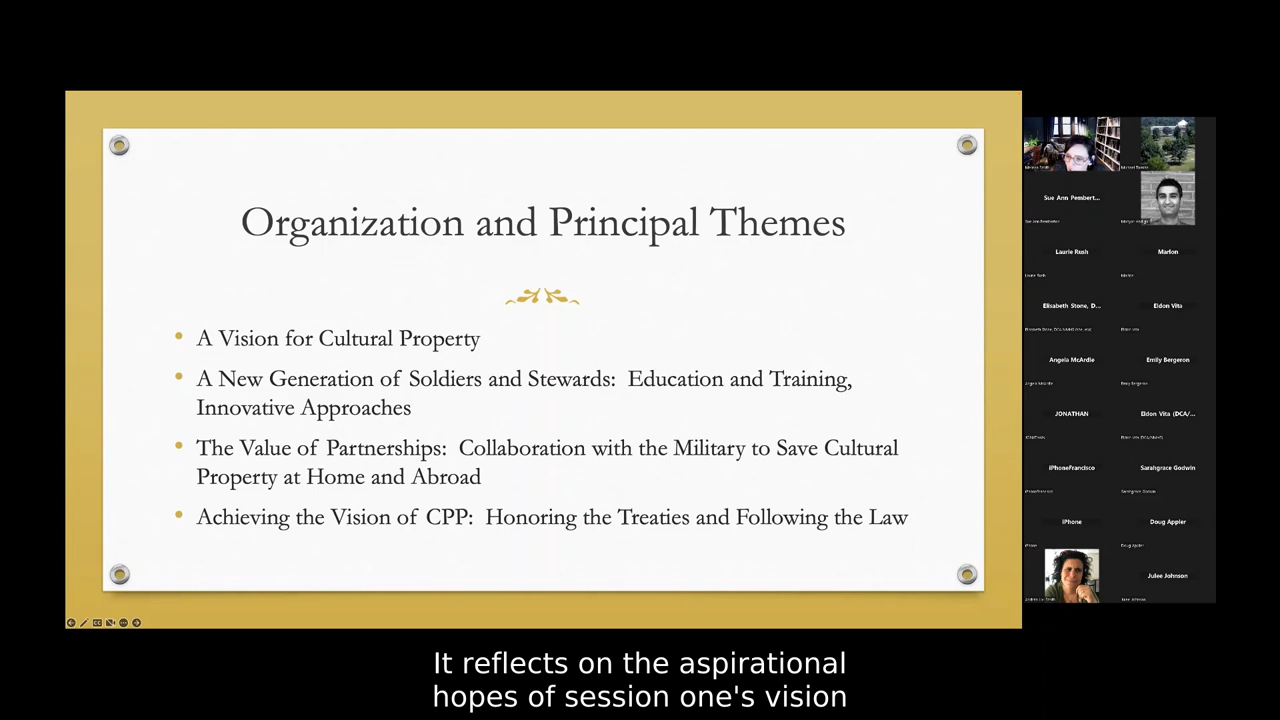 Organization and Principal Themes
A Vision for Cultural Property
A New Generation of Soldiers and Stewards: Education and Training,
Innovative Approaches
The Value of Partnerships: Collaboration with the Military to Save Cultural
Property at Home and Abroad
Achieving the Vision of CPP: Honoring the Treaties and Following the Law
Sue Ann Pembert...
Laurie Rush
Marlon
Elisabeth Stone, D...
Eldon Vita
Angela McArdle
Emily Bergeron
JONATHAN
Eldon Vita (DCA/...
iPhoneFrancisco
Sarahgrace Godwin
iPhone
Doug Appler
Julee Johnson
It reflects on the aspirational
hopes of session one's vision